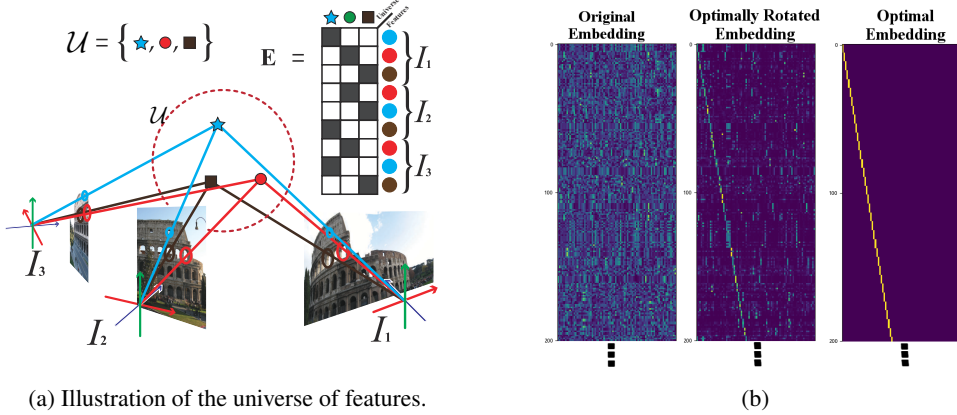 𝒰 = { ★, ●, ■ }
E =
Universe
Features
I₁
I₂
I₃
𝒰
I₃
I₂
I₁
(a) Illustration of the universe of features.
Original
Embedding
Optimally Rotated
Embedding
Optimal
Embedding
0
100
200
0
100
200
0
100
200
(b)